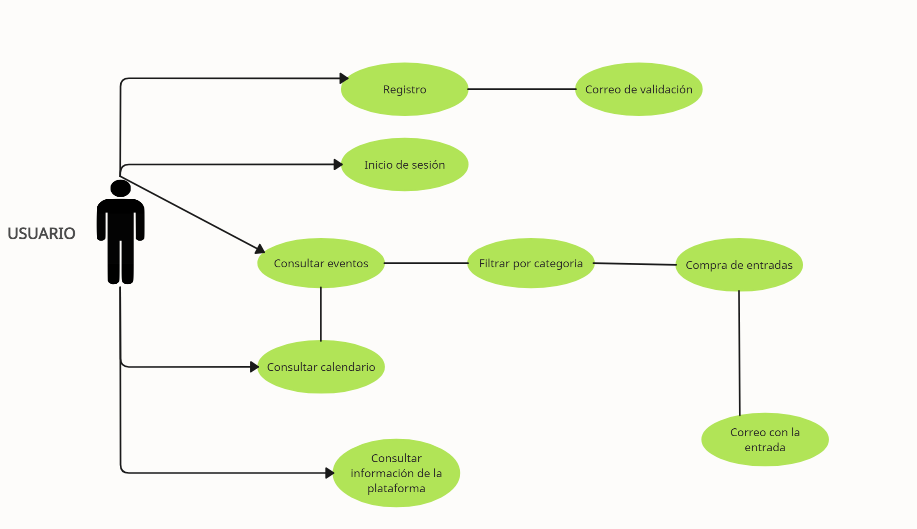 Registro
Correo de validación
Inicio de sesión
USUARIO
Consultar eventos
Filtrar por categoria
Compra de entradas
Consultar calendario
Correo con la
entrada
Consultar
información de la
plataforma